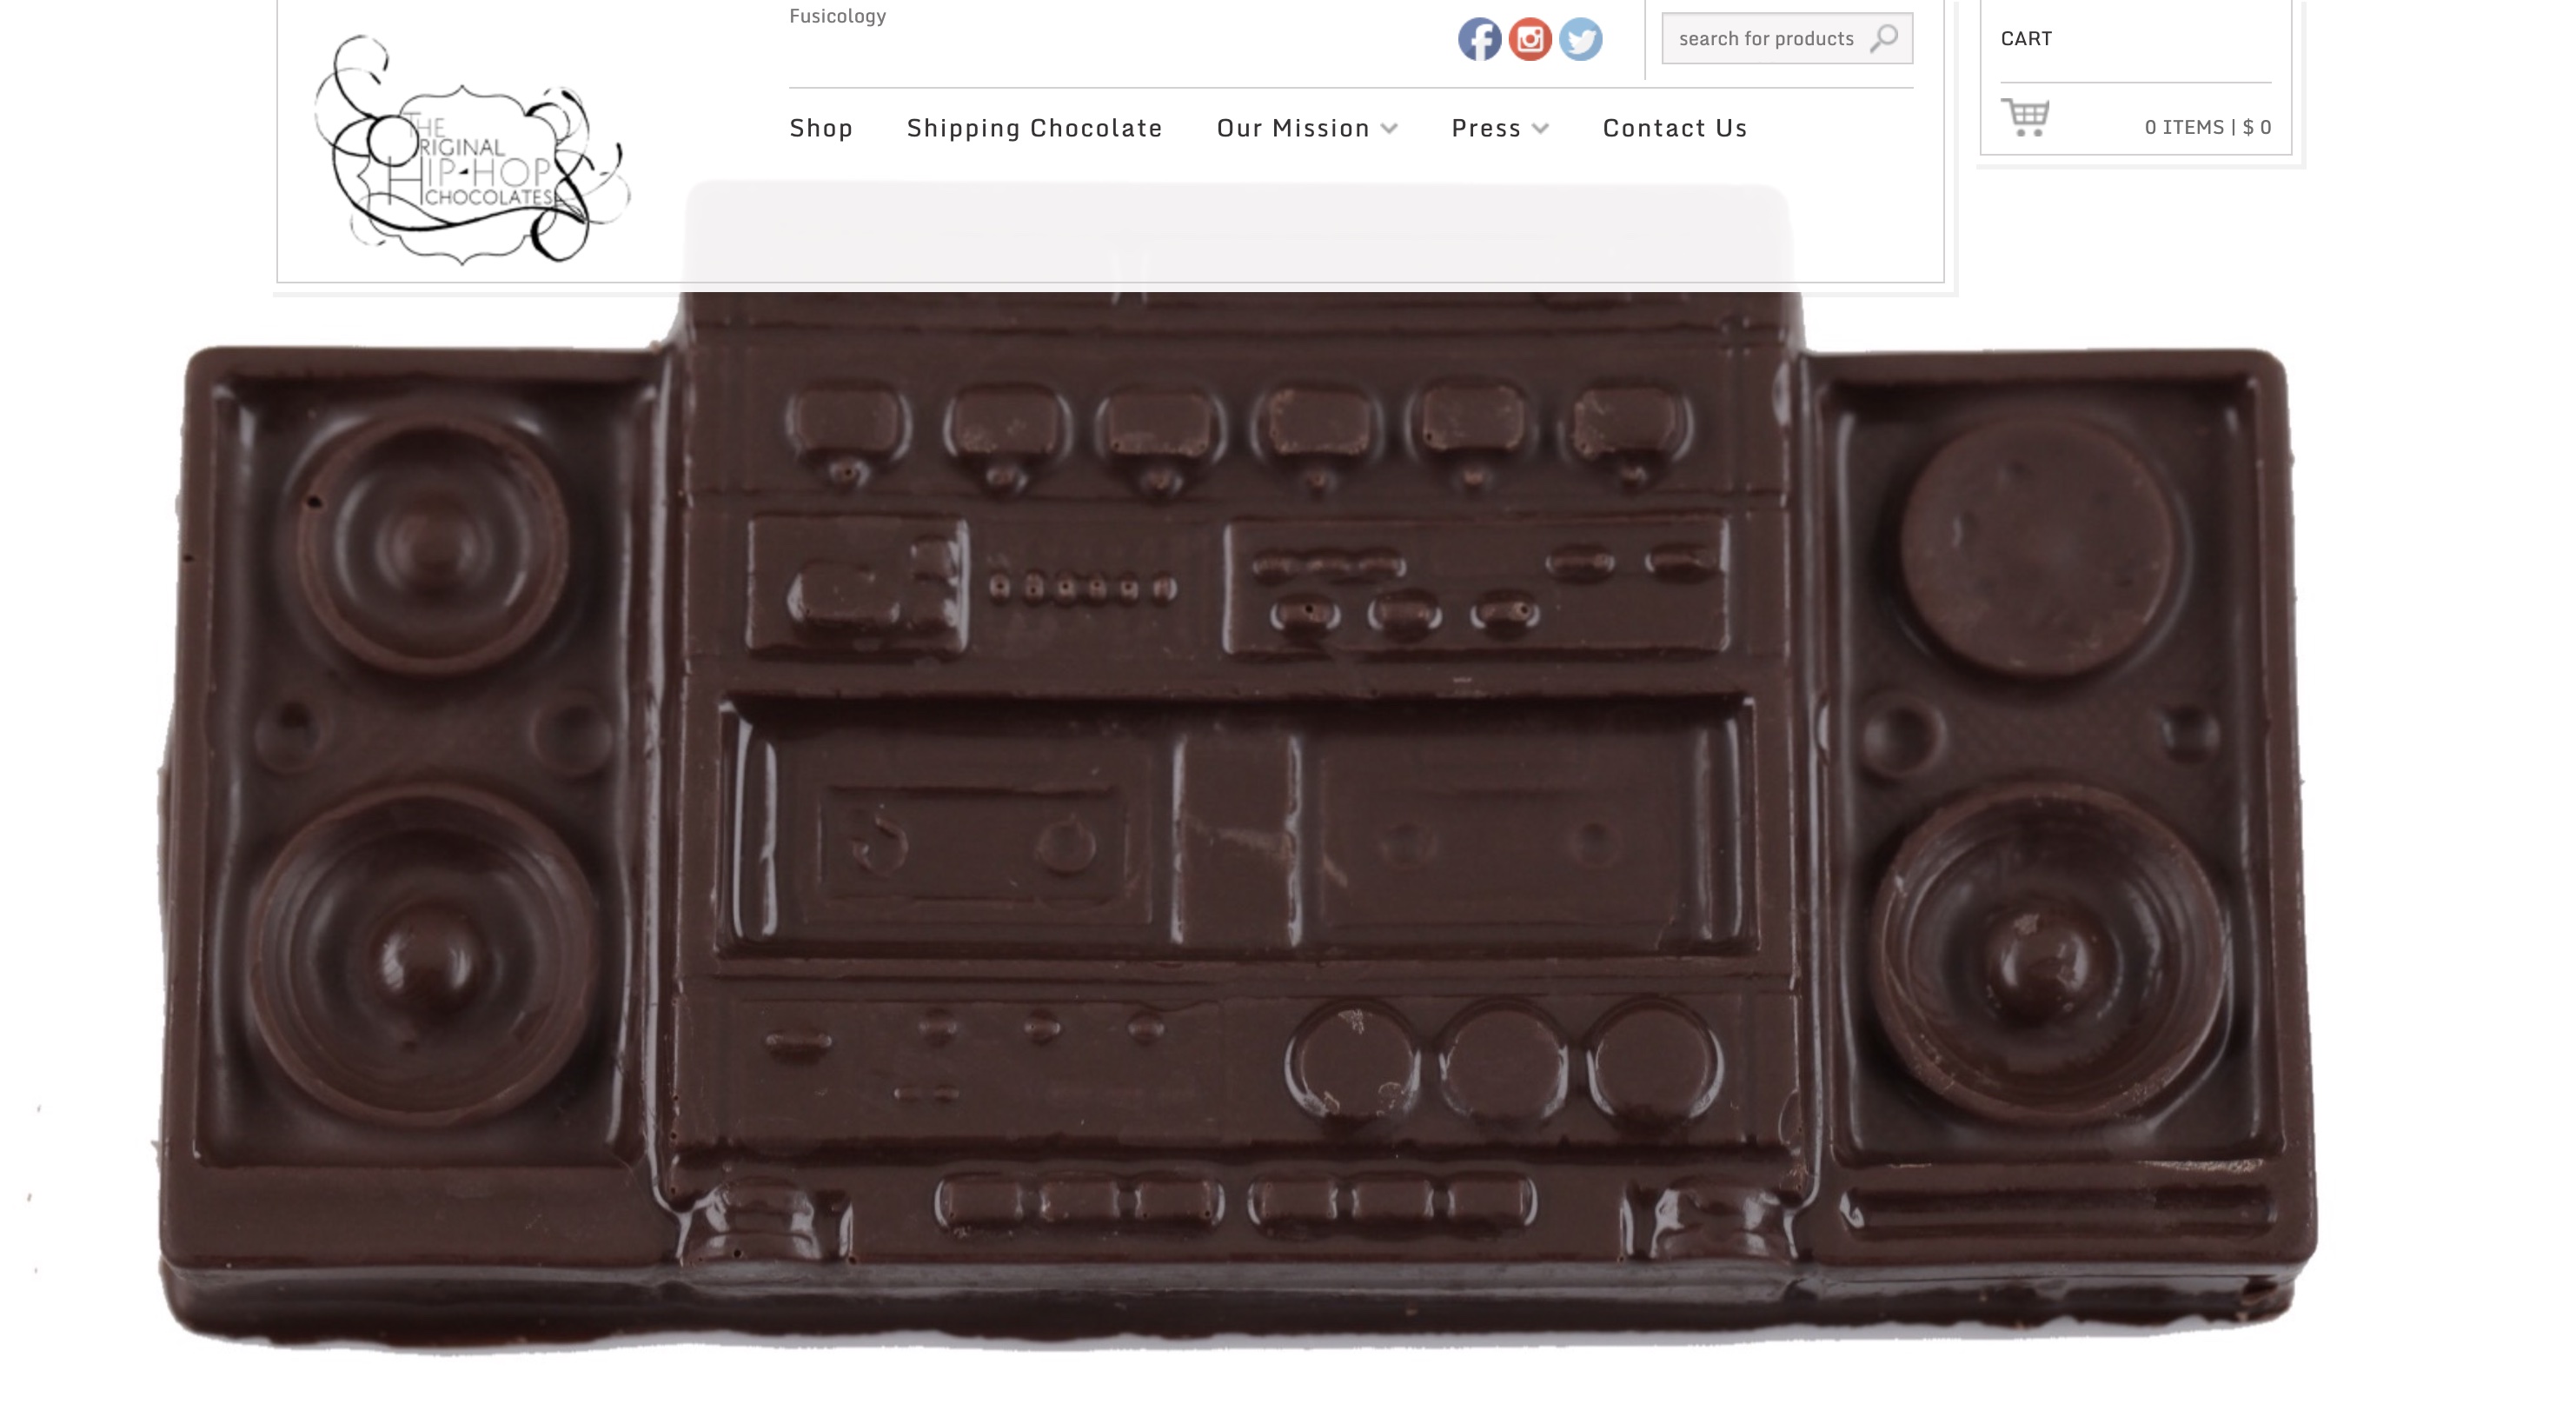 Fusicology
search for products
CART
THE
ORIGINAL
HIP-HOP
CHOCOLATES
Shop Shipping Chocolate Our Mission Press Contact Us
0 ITEMS | $ 0